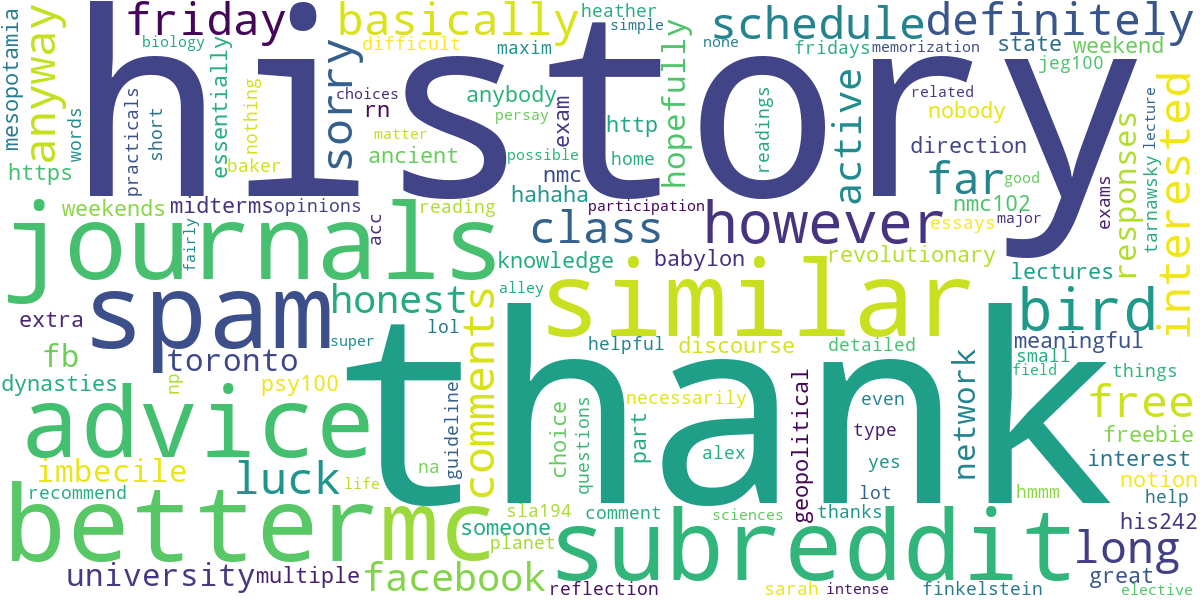 history
thank
friday
basically
heather
simple
schedule
definitely
mesopotamia
anyway
biology
difficult
maxim
none
fridays
memorization
state
weekend
jeg100
words
practicals
short
essentially
nothing
sorry
choices
rn
anybody
persay
exam
http
hopefully
readings
active
related
nobody
https
baker
matter
ancient
possible
home
direction
responses
lecture
tarnawsky
interested
nmc
hahaha
far
good
nmc102
weekends
midterms
opinions
reading
participation
essays
major
exams
journals
fairly
acc
class
however
knowledge
babylon
revolutionary
lectures
alley
spam
honest
comments
similar
bird
extra
lol
super
helpful
discourse
detailed
meaningful
small
field
things
fb
toronto
dynasties
np
psy100
guideline
necessarily
even
network
free
advice
choice
questions
part
alex
geopolitical
type
yes
freebie
imbecile
luck
life
na
interest
notion
recommend
lot
hmmm
help
better
mc
sla194
comment
sciences
thanks
his242
someone
planet
subreddit
long
university
multiple
facebook
reflection
sarah
intense
finkelstein
great
elective